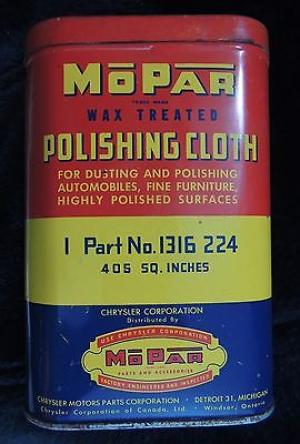 MOPAR
TRADE MARK
WAX TREATED
POLISHING CLOTH
FOR DUSTING AND POLISHING
AUTOMOBILES, FINE FURNITURE,
HIGHLY POLISHED SURFACES
1 Part No. 1316 224
405 SQ. INCHES
CHRYSLER CORPORATION
Distributed By
USE CHRYSLER CORPORATION
MOPAR
PARTS AND ACCESSORIES
FACTORY ENGINEERED AND INSPECTED
CHRYSLER MOTORS PARTS CORPORATION • DETROIT 31, MICHIGAN
Chrysler Corporation of Canada, Ltd. • Windsor, Ontario